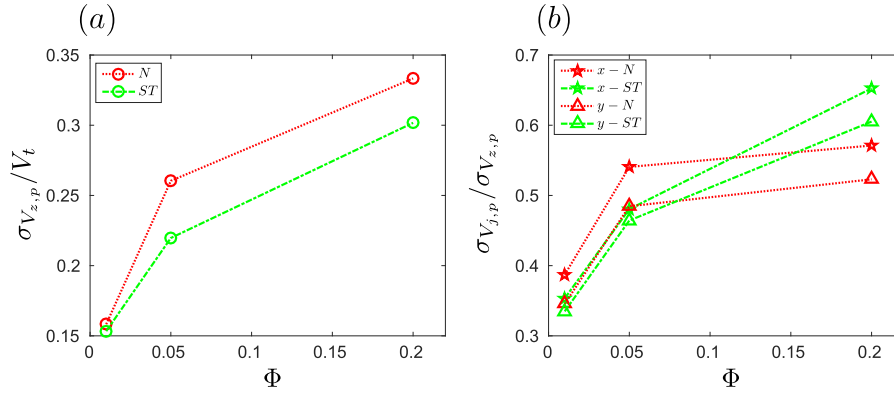 (a)
0.35
0.3
0.25
0.2
0.15
0 0.05 0.1 0.15 0.2
σ_{V_{z,p}}/V_t
Φ
N
ST
(b)
0.7
0.6
0.5
0.4
0.3
0 0.05 0.1 0.15 0.2
σ_{V_{j,p}}/σ_{V_{z,p}}
Φ
x − N
x − ST
y − N
y − ST